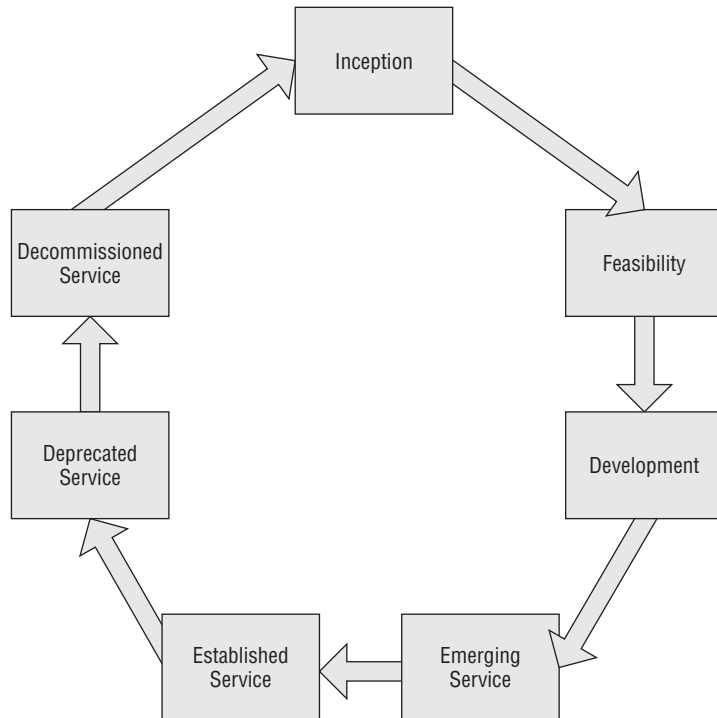 Inception
Feasibility
Development
Emerging
Service
Established
Service
Deprecated
Service
Decommissioned
Service